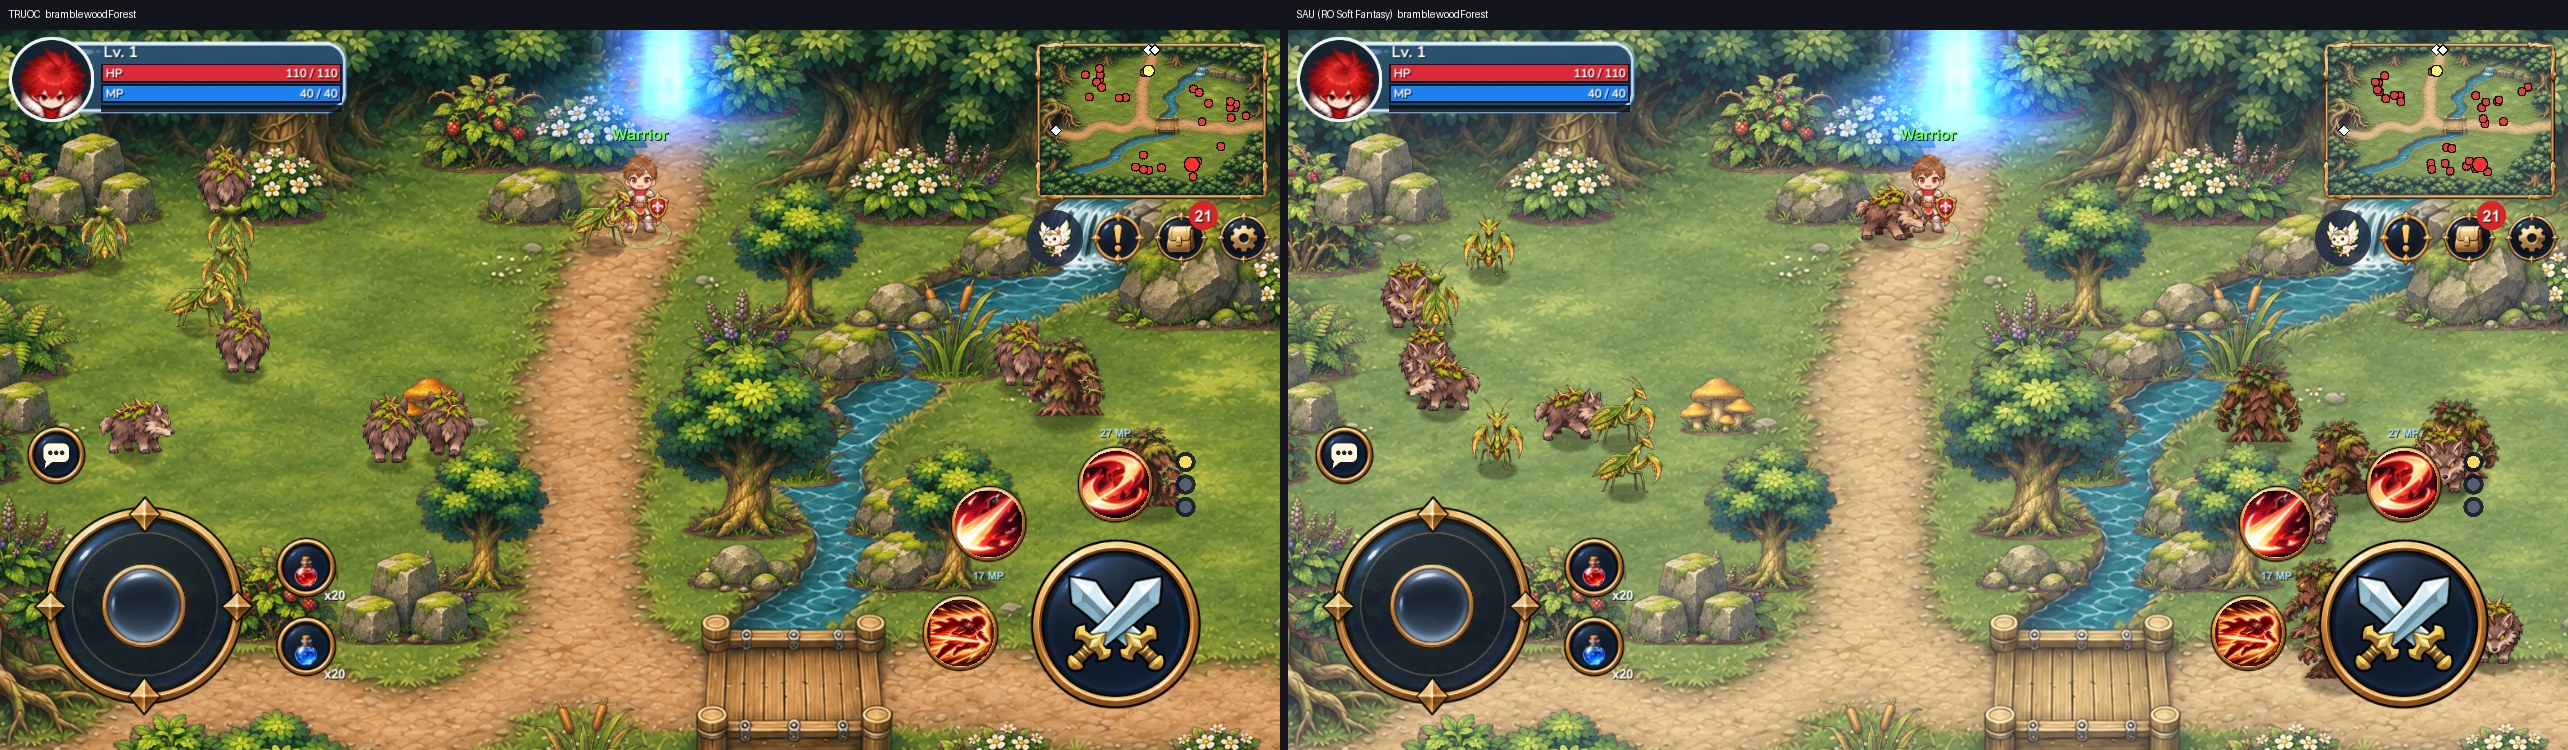 TRUOC bramblewoodForest
Lv. 1
HP 110 / 110
MP 40 / 40
Warrior
21
27 MP
17 MP
x20
x20
SAU (RO Soft Fantasy) bramblewoodForest
Lv. 1
HP 110 / 110
MP 40 / 40
Warrior
21
27 MP
17 MP
x20
x20